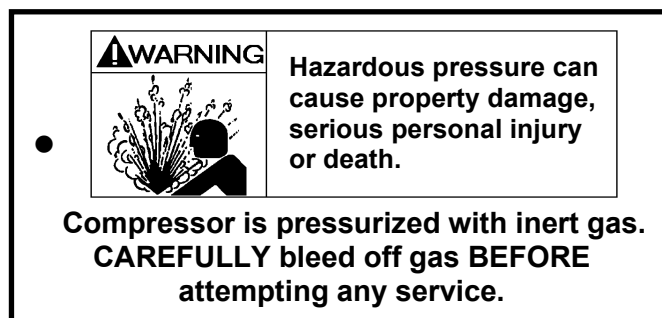 WARNING
Hazardous pressure can
cause property damage,
serious personal injury
or death.
Compressor is pressurized with inert gas.
CAREFULLY bleed off gas BEFORE
attempting any service.